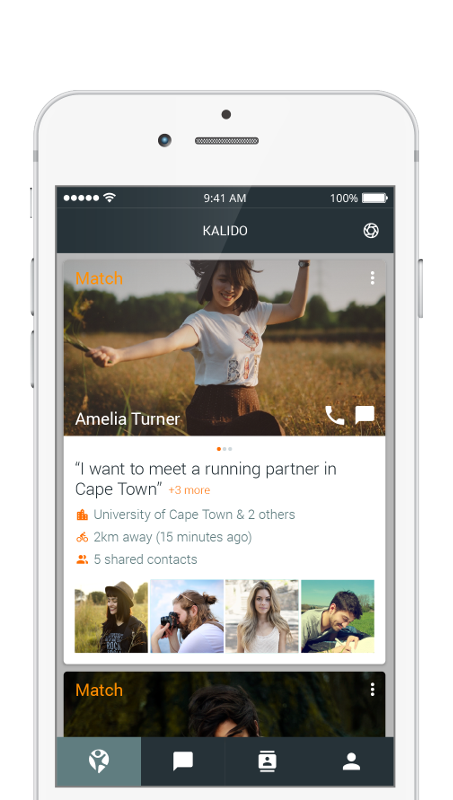 9:41 AM 100%
KALIDO
Match
Amelia Turner
“I want to meet a running partner in
Cape Town” +3 more
University of Cape Town & 2 others
2km away (15 minutes ago)
5 shared contacts
Match